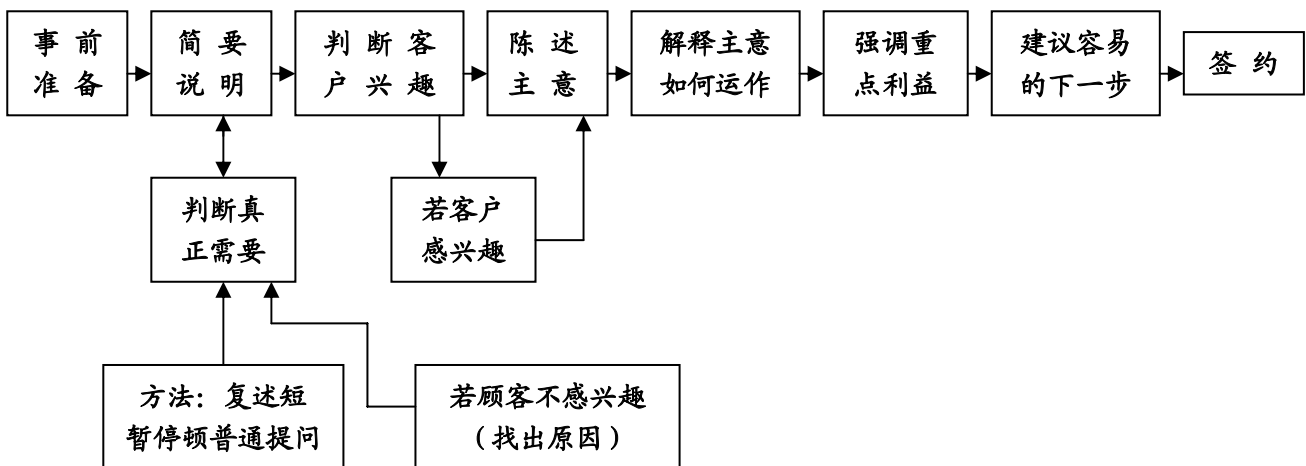 事前
准备
简要
说明
判断客
户兴趣
陈述
主意
解释主意
如何运作
强调重
点利益
建议容易
的下一步
签约
判断真
正需要
若客户
感兴趣
方法：复述短
暂停顿普通提问
若顾客不感兴趣
（找出原因）